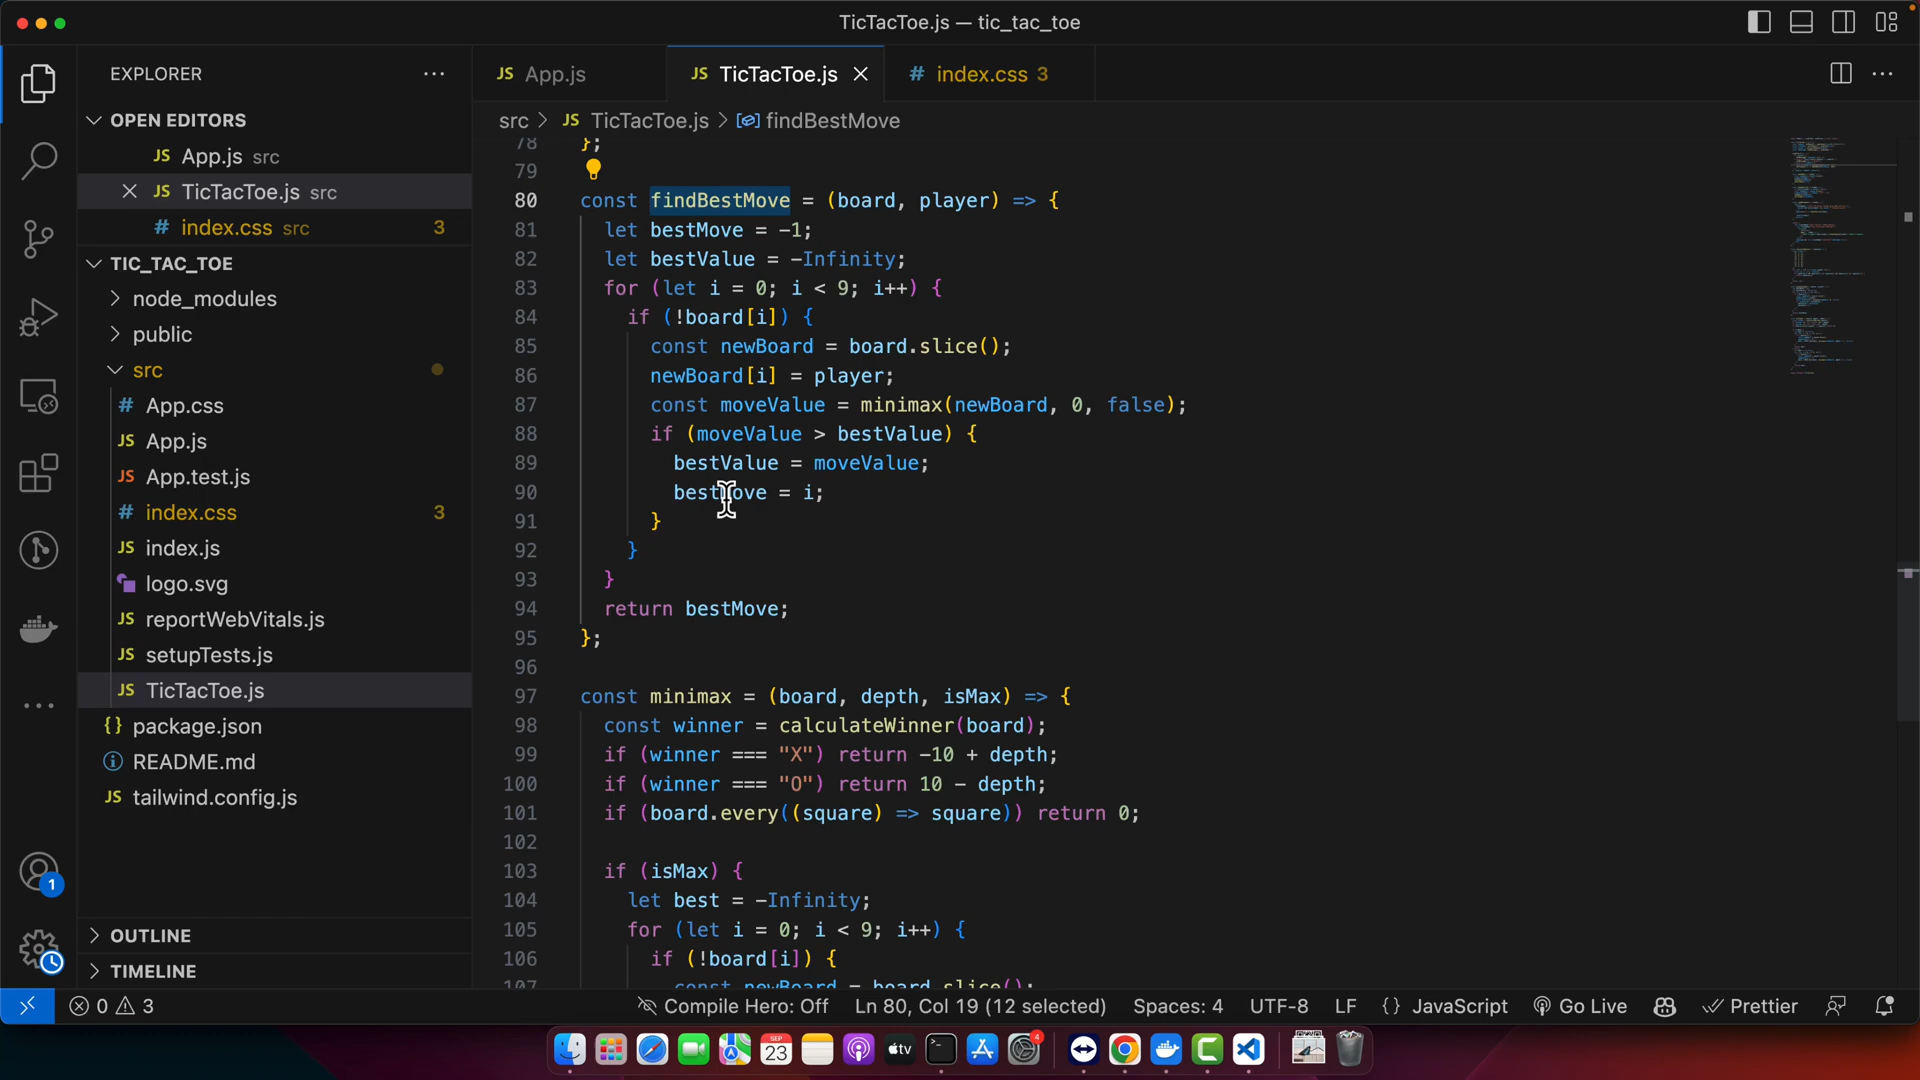 TicTacToe.js — tic_tac_toe
EXPLORER
OPEN EDITORS
JS App.js src
JS TicTacToe.js src
# index.css src 3
TIC_TAC_TOE
node_modules
public
src
# App.css
JS App.js
JS App.test.js
# index.css 3
JS index.js
logo.svg
JS reportWebVitals.js
JS setupTests.js
JS TicTacToe.js
{} package.json
README.md
JS tailwind.config.js
OUTLINE
TIMELINE
1
JS App.js
JS TicTacToe.js
# index.css 3
src > JS TicTacToe.js > findBestMove
78 };
79
80 const findBestMove = (board, player) => {
81 let bestMove = -1;
82 let bestValue = -Infinity;
83 for (let i = 0; i < 9; i++) {
84 if (!board[i]) {
85 const newBoard = board.slice();
86 newBoard[i] = player;
87 const moveValue = minimax(newBoard, 0, false);
88 if (moveValue > bestValue) {
89 bestValue = moveValue;
90 bestMove = i;
91 }
92 }
93 }
94 return bestMove;
95 };
96
97 const minimax = (board, depth, isMax) => {
98 const winner = calculateWinner(board);
99 if (winner === "X") return -10 + depth;
100 if (winner === "O") return 10 - depth;
101 if (board.every((square) => square)) return 0;
102
103 if (isMax) {
104 let best = -Infinity;
105 for (let i = 0; i < 9; i++) {
106 if (!board[i]) {
107 const newBoard = board.slice();
0 3 Compile Hero: Off Ln 80, Col 19 (12 selected) Spaces: 4 UTF-8 LF {} JavaScript Go Live Prettier
SEP
23
tv
4